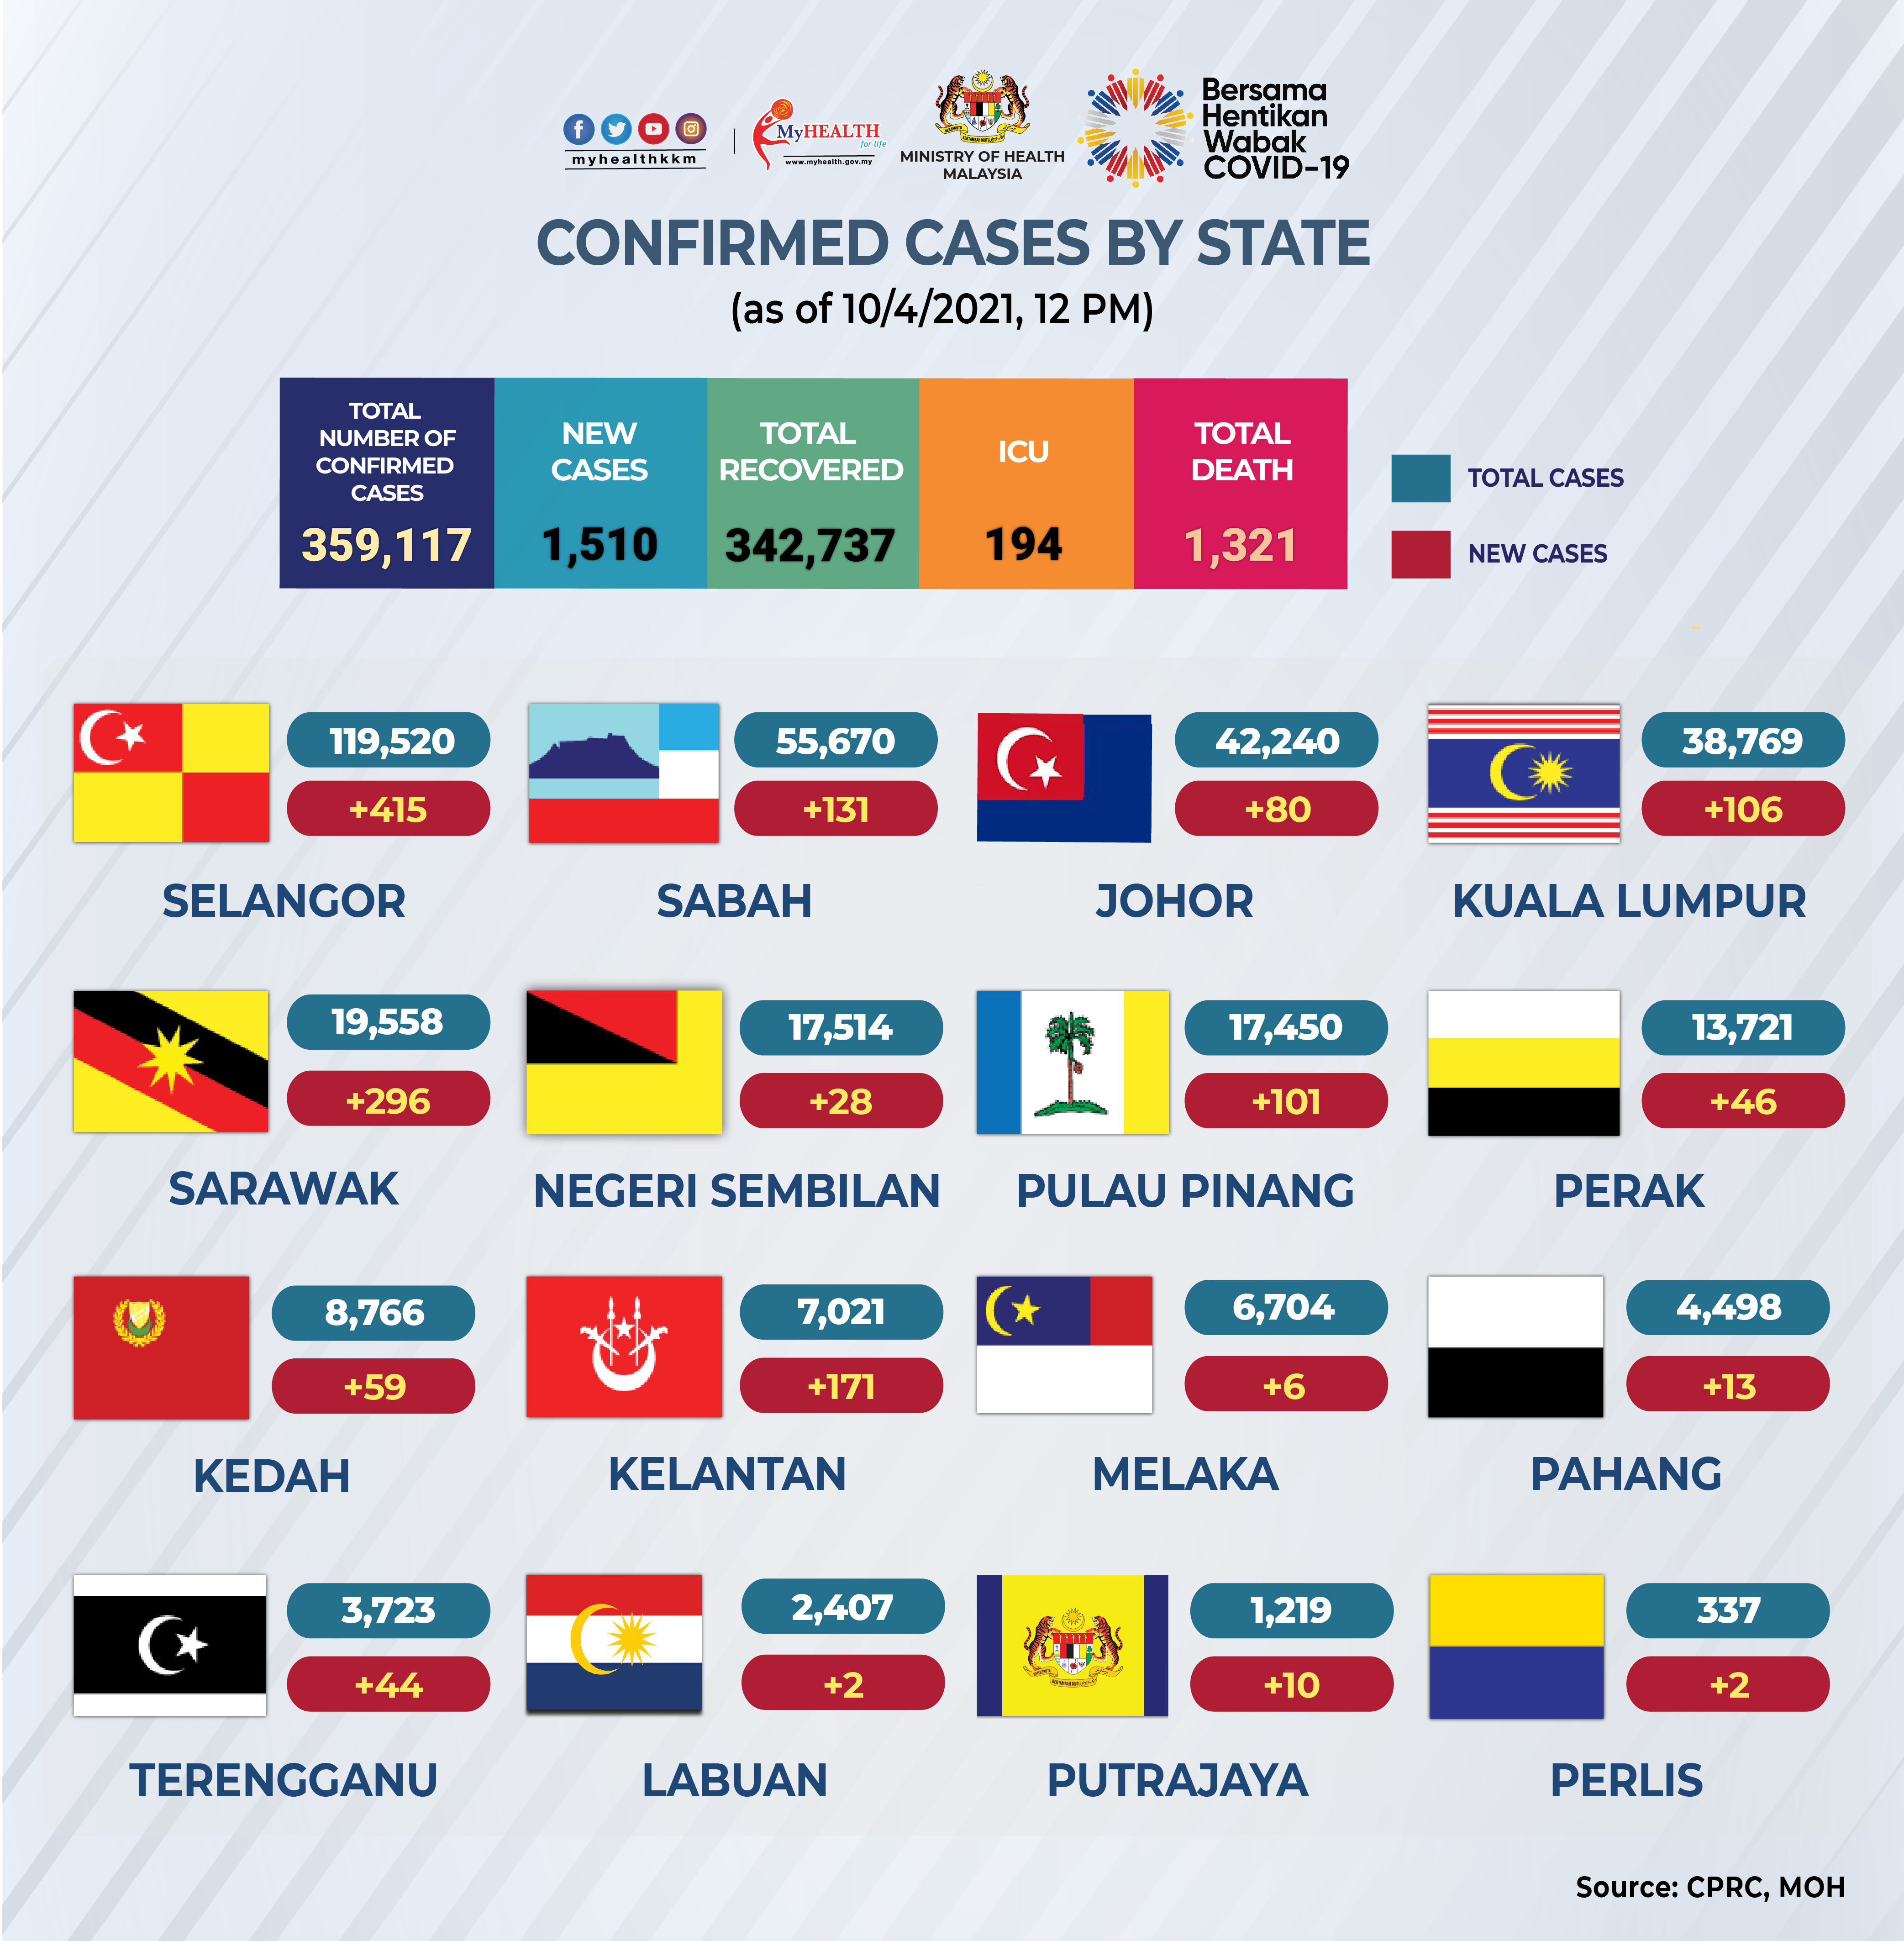 myhealthkkm
MyHEALTH
for life
www.myhealth.gov.my
MINISTRY OF HEALTH
MALAYSIA
Bersama
Hentikan
Wabak
COVID-19
CONFIRMED CASES BY STATE
(as of 10/4/2021, 12 PM)
TOTAL
NUMBER OF
CONFIRMED
CASES
359,117
NEW
CASES
1,510
TOTAL
RECOVERED
342,737
ICU
194
TOTAL
DEATH
1,321
TOTAL CASES
NEW CASES
119,520
+415
SELANGOR
55,670
+131
SABAH
42,240
+80
JOHOR
38,769
+106
KUALA LUMPUR
19,558
+296
SARAWAK
17,514
+28
NEGERI SEMBILAN
17,450
+101
PULAU PINANG
13,721
+46
PERAK
8,766
+59
KEDAH
7,021
+171
KELANTAN
6,704
+6
MELAKA
4,498
+13
PAHANG
3,723
+44
TERENGGANU
2,407
+2
LABUAN
1,219
+10
PUTRAJAYA
337
+2
PERLIS
Source: CPRC, MOH